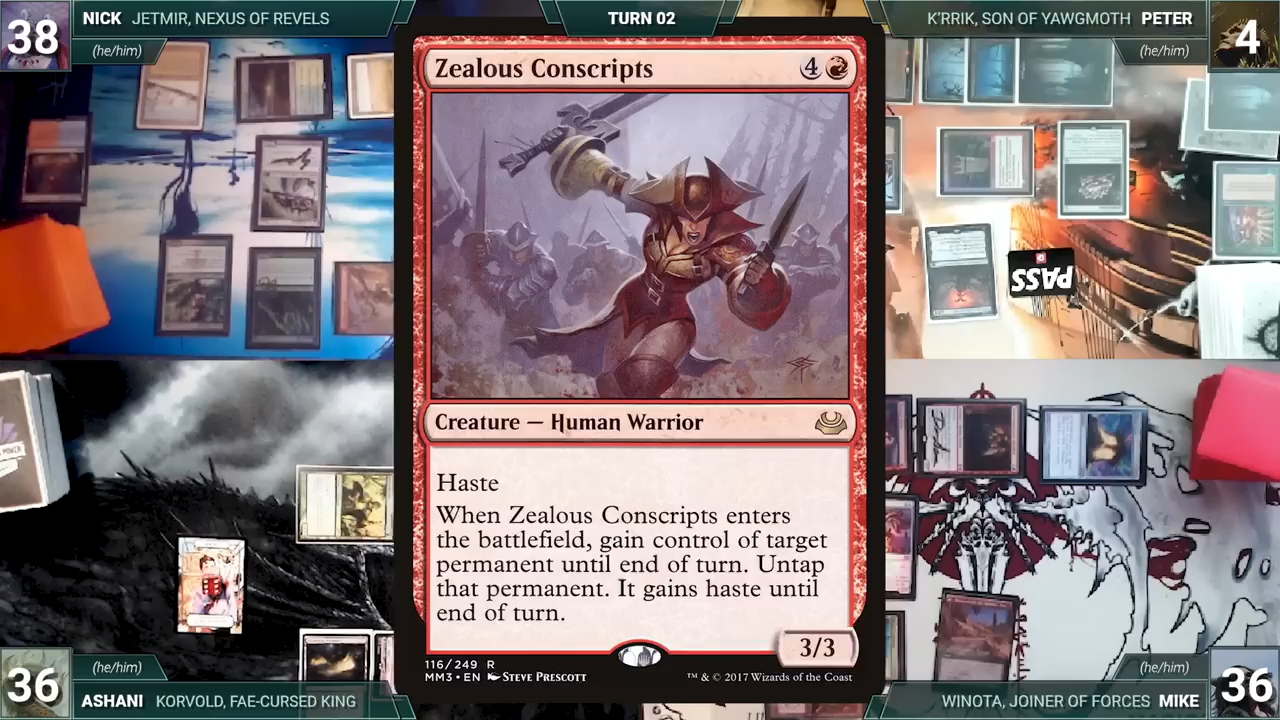 38
NICK JETMIR, NEXUS OF REVELS
(he/him)
TURN 02
K'RRIK, SON OF YAWGMOTH PETER
(he/him)
4
Zealous Conscripts 4
Creature — Human Warrior
Haste
When Zealous Conscripts enters
the battlefield, gain control of target
permanent until end of turn. Untap
that permanent. It gains haste until
end of turn.
3/3
116/249 R
MM3 • EN STEVE PRESCOTT
™ & © 2017 Wizards of the Coast
PASS
36
(he/him)
ASHANI KORVOLD, FAE-CURSED KING
(he/him)
WINOTA, JOINER OF FORCES MIKE
36